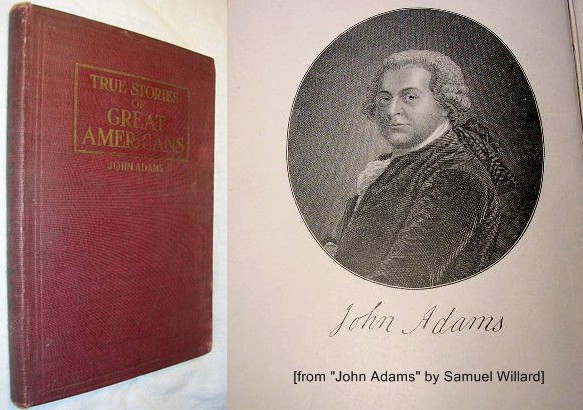 TRUE STORIES
OF
GREAT
AMERICANS
JOHN ADAMS
John Adams
[from "John Adams" by Samuel Willard]